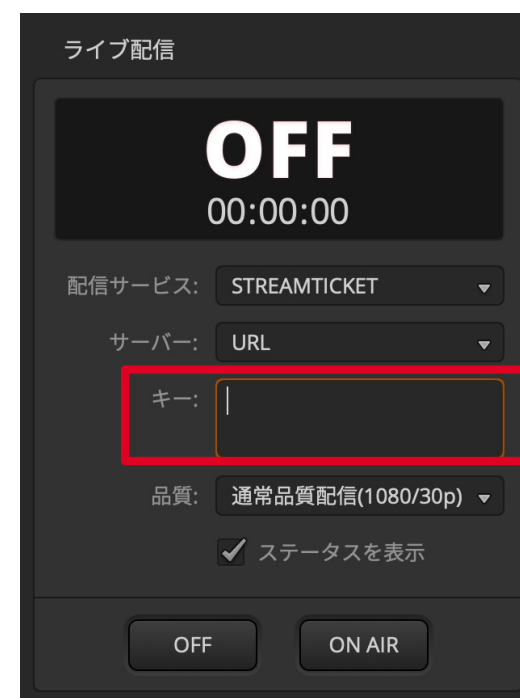 ライブ配信
OFF
00:00:00
配信サービス: STREAMTICKET
サーバー: URL
キー:
品質: 通常品質配信(1080/30p)
ステータスを表示
OFF ON AIR